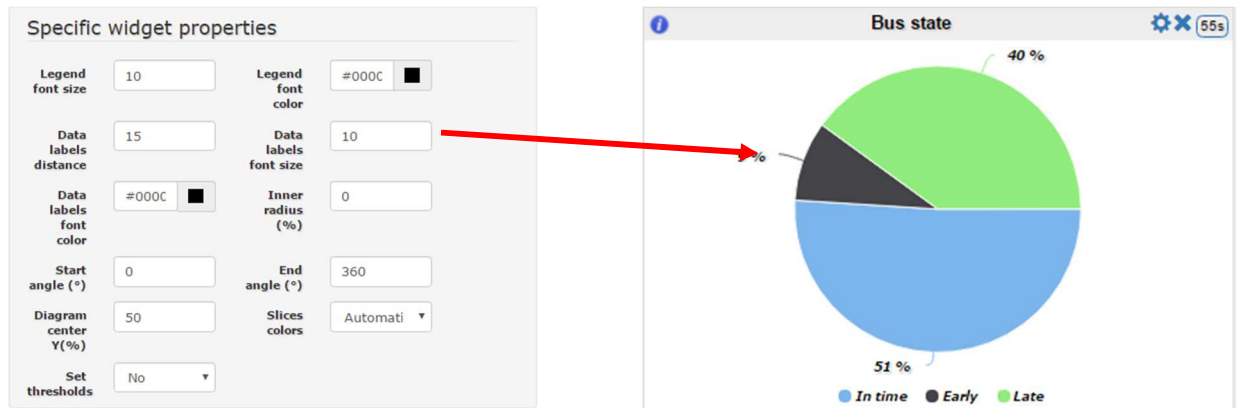 Specific widget properties
Legend
font size
10
Legend
font
color
#000C
Data
labels
distance
15
Data
labels
font size
10
Data
labels
font
color
#000C
Inner
radius
(%)
0
Start
angle (°)
0
End
angle (°)
360
Diagram
center
Y(%)
50
Slices
colors
Automati
Set
thresholds
No
Bus state
55s
40 %
%
51 %
In time
Early
Late